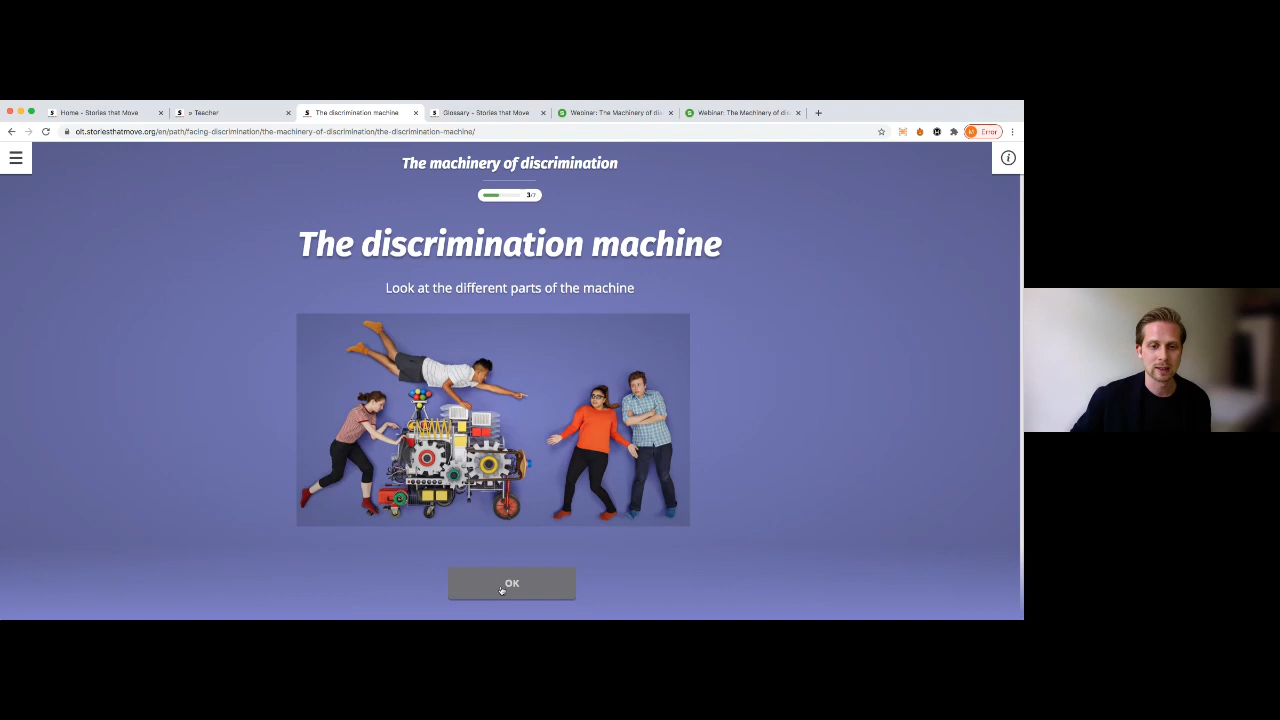 Home - Stories that Move
» Teacher
The discrimination machine
Glossary - Stories that Move
Webinar: The Machinery of dis
Webinar: The Machinery of dis
olt.storiesthatmove.org/en/path/facing-discrimination/the-machinery-of-discrimination/the-discrimination-machine/
M Error
The machinery of discrimination
3/7
The discrimination machine
Look at the different parts of the machine
OK